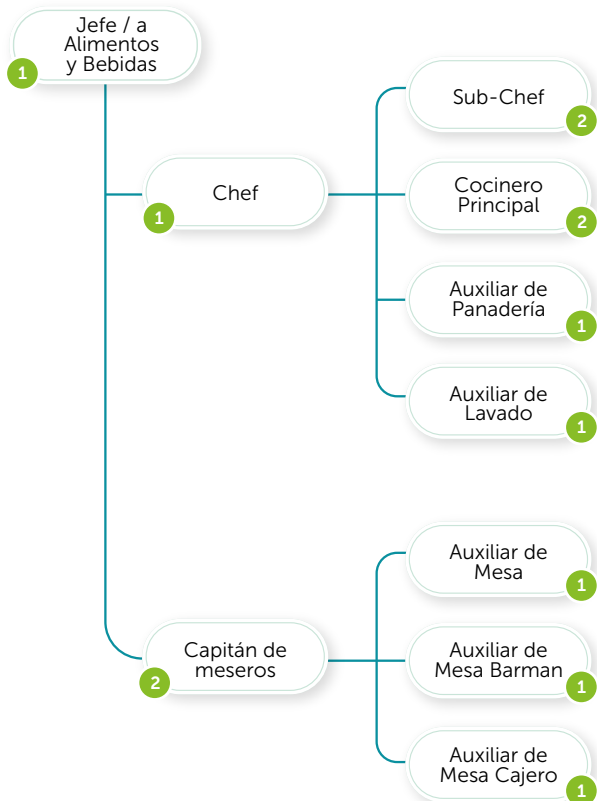 Jefe / a
Alimentos
y Bebidas
1
Chef
1
Sub-Chef
2
Cocinero
Principal
2
Auxiliar de
Panadería
1
Auxiliar de
Lavado
1
Capitán de
meseros
2
Auxiliar de
Mesa
1
Auxiliar de
Mesa Barman
1
Auxiliar de
Mesa Cajero
1